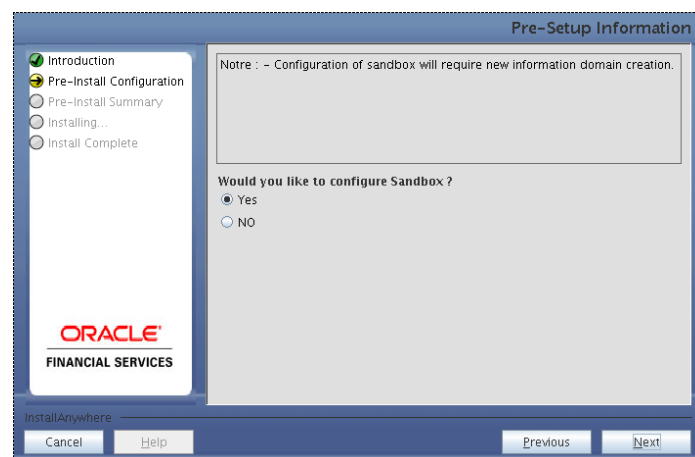 Pre-Setup Information
Introduction
Pre-Install Configuration
Pre-Install Summary
Installing...
Install Complete
Notre : - Configuration of sandbox will require new information domain creation.
Would you like to configure Sandbox ?
Yes
NO
ORACLE
FINANCIAL SERVICES
InstallAnywhere
Cancel
Help
Previous
Next